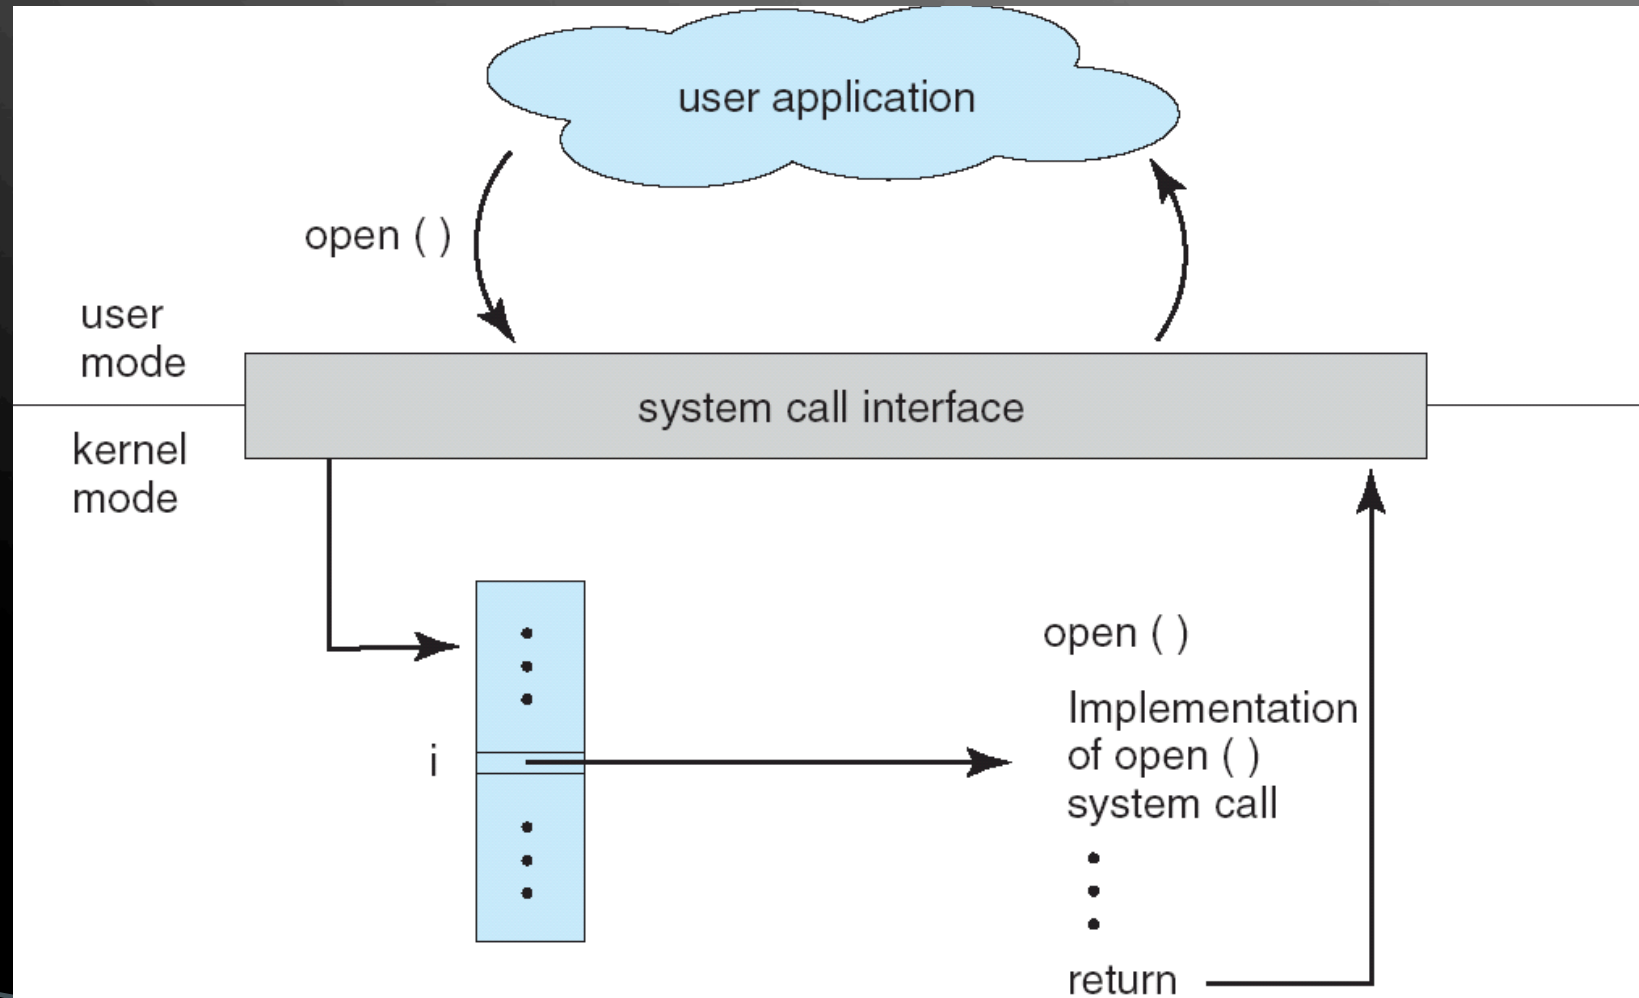 user application
open ( )
user
mode
system call interface
kernel
mode
open ( )
Implementation
of open ( )
system call
i
return